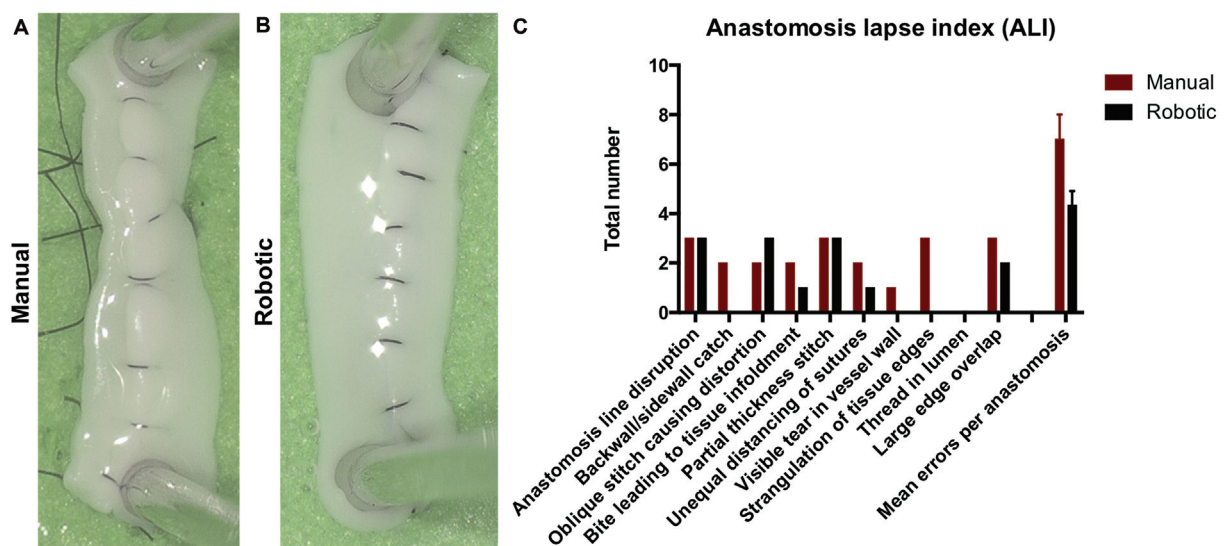 A
Manual
B
Robotic
C
Anastomosis lapse index (ALI)
Manual
Robotic
Total number
10
8
6
4
2
0
Anastomosis line disruption
Backwall/sidewall catch
Oblique stitch causing distortion
Bite leading to tissue infoldment
Partial thickness stitch
Unequal distancing of sutures
Visible tear in vessel wall
Strangulation of tissue edges
Thread in lumen
Large edge overlap
Mean errors per anastomosis